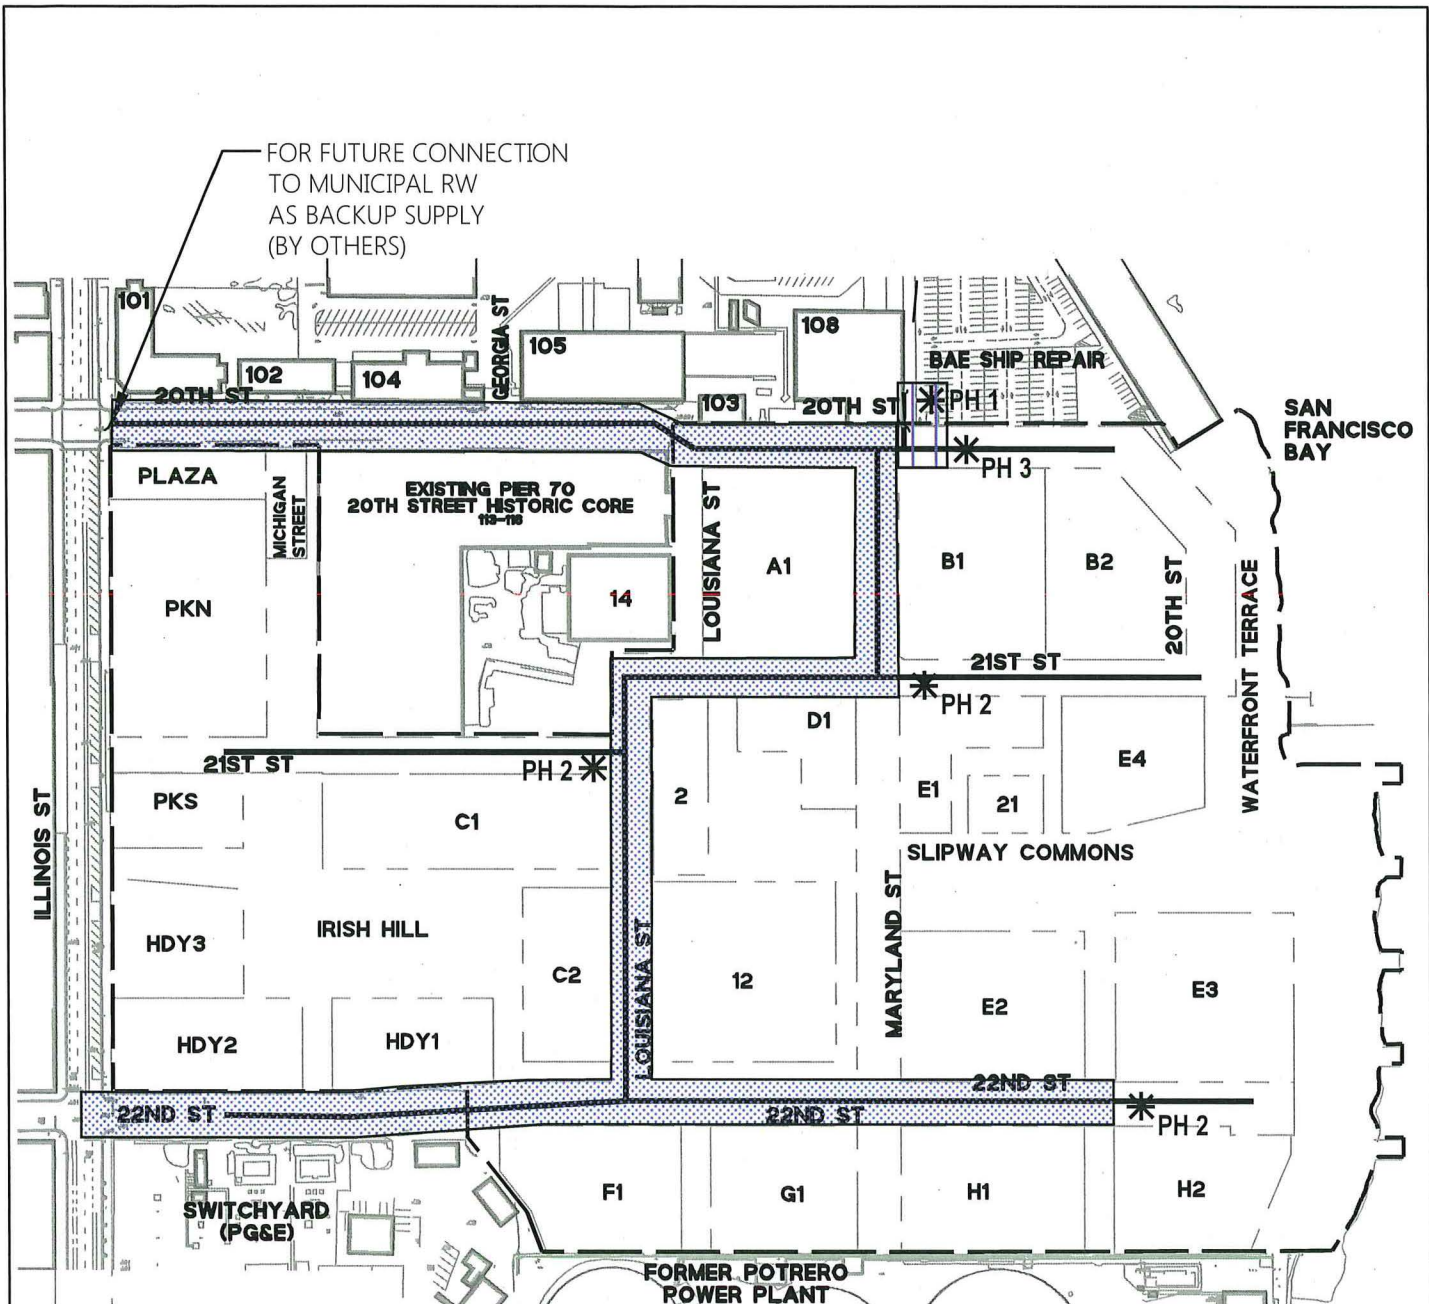 FOR FUTURE CONNECTION
TO MUNICIPAL RW
AS BACKUP SUPPLY
(BY OTHERS)
101
102
104
GEORGIA ST
105
108
103
BAE SHIP REPAIR
20TH ST
20TH ST
PH 1
PH 3
SAN
FRANCISCO
BAY
PLAZA
MICHIGAN
STREET
EXISTING PIER 70
20TH STREET HISTORIC CORE
113-116
LOUISIANA ST
A1
B1
B2
20TH ST
WATERFRONT TERRACE
PKN
14
21ST ST
PH 2
D1
21ST ST
PH 2
PKS
C1
2
E1
21
E4
SLIPWAY COMMONS
ILLINOIS ST
HDY3
IRISH HILL
C2
LOUISIANA ST
12
MARYLAND ST
E2
E3
HDY2
HDY1
22ND ST
22ND ST
22ND ST
PH 2
SWITCHYARD
(PG&E)
F1
G1
H1
H2
FORMER POTRERO
POWER PLANT